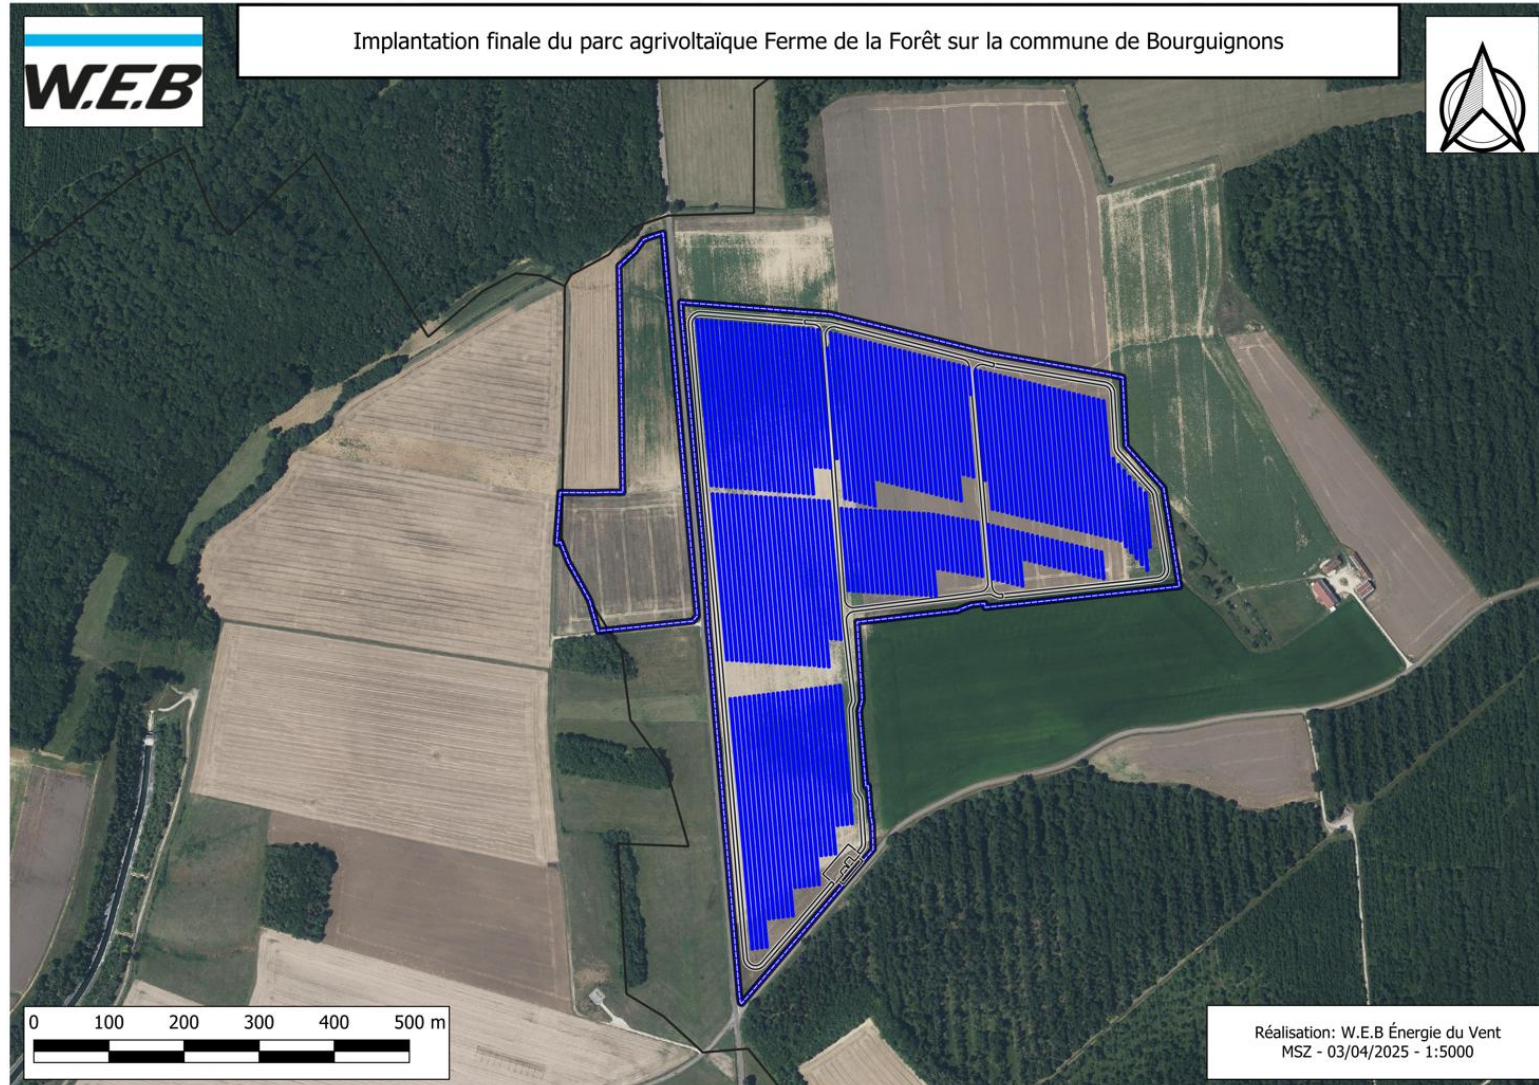 W.E.B
Implantation finale du parc agrivoltaïque Ferme de la Forêt sur la commune de Bourguignons
0 100 200 300 400 500 m
Réalisation: W.E.B Énergie du Vent
MSZ - 03/04/2025 - 1:5000